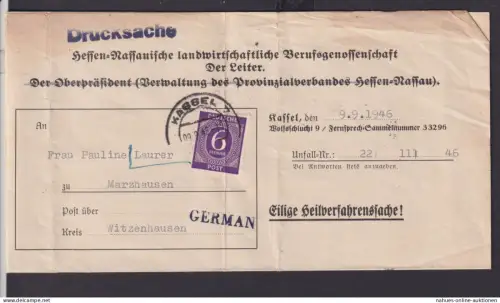 Drucksache
Hessen-Nassauische landwirtschaftliche Berufsgenossenschaft
Der Leiter.
Der Oberpräsident (Verwaltung des Provinzialverbandes Hessen-Nassau).
KASSEL 7
Kassel, den 9.9.1946
Wolfsschlucht 9 / Fernsprech-Sammelnummer 33296
An
DEUTSCHE
6
POST
Unfall-Nr.: 22 111 46
Bei Antworten stets anzugeben.
Frau Pauline Laurer
zu Marzhausen
Post über
GERMAN
Eilige Heilverfahrenssache!
Kreis Witzenhausen